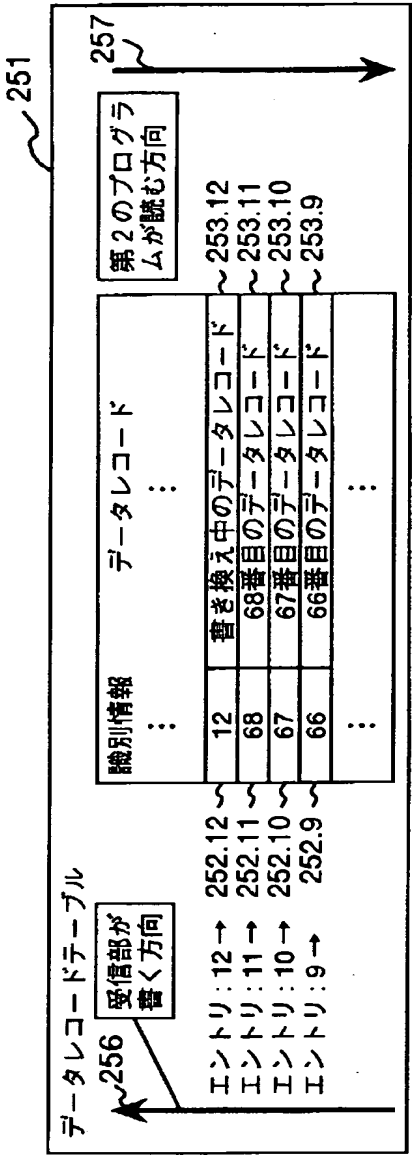 251
データレコードテーブル
256
受信部が
書く方向
第2のプログラ
ムが読む方向
257
識別情報
データレコード
⋮
⋮
エントリ:12→
252.12
12
書き換え中のデータレコード
253.12
エントリ:11→
252.11
68
68番目のデータレコード
253.11
エントリ:10→
252.10
67
67番目のデータレコード
253.10
エントリ:9→
252.9
66
66番目のデータレコード
253.9
⋮
⋮